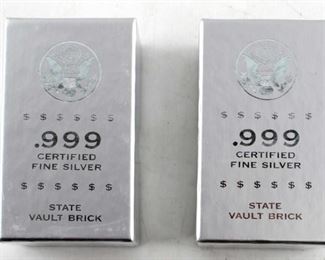 $ $ $ $ $ $
.999
CERTIFIED
FINE SILVER
$ $ $ $ $ $
STATE
VAULT BRICK
$ $ $ $ $ $
.999
CERTIFIED
FINE SILVER
$ $ $ $ $ $
STATE
VAULT BRICK